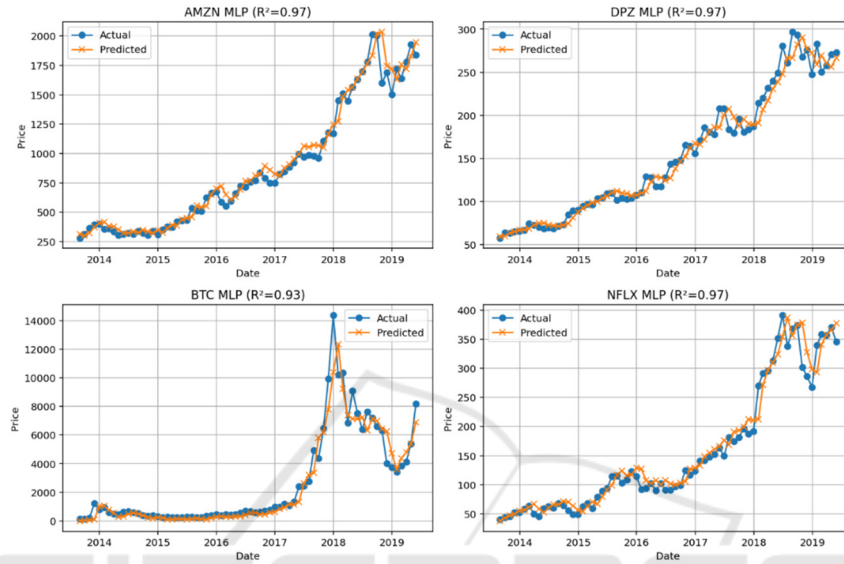 AMZN MLP (R²=0.97)
Actual
Predicted
2000
1750
1500
1250
1000
750
500
250
Price
2014 2015 2016 2017 2018 2019
Date
DPZ MLP (R²=0.97)
Actual
Predicted
300
250
200
150
100
50
Price
2014 2015 2016 2017 2018 2019
Date
BTC MLP (R²=0.93)
Actual
Predicted
14000
12000
10000
8000
6000
4000
2000
0
Price
2014 2015 2016 2017 2018 2019
Date
NFLX MLP (R²=0.97)
Actual
Predicted
400
350
300
250
200
150
100
50
Price
2014 2015 2016 2017 2018 2019
Date